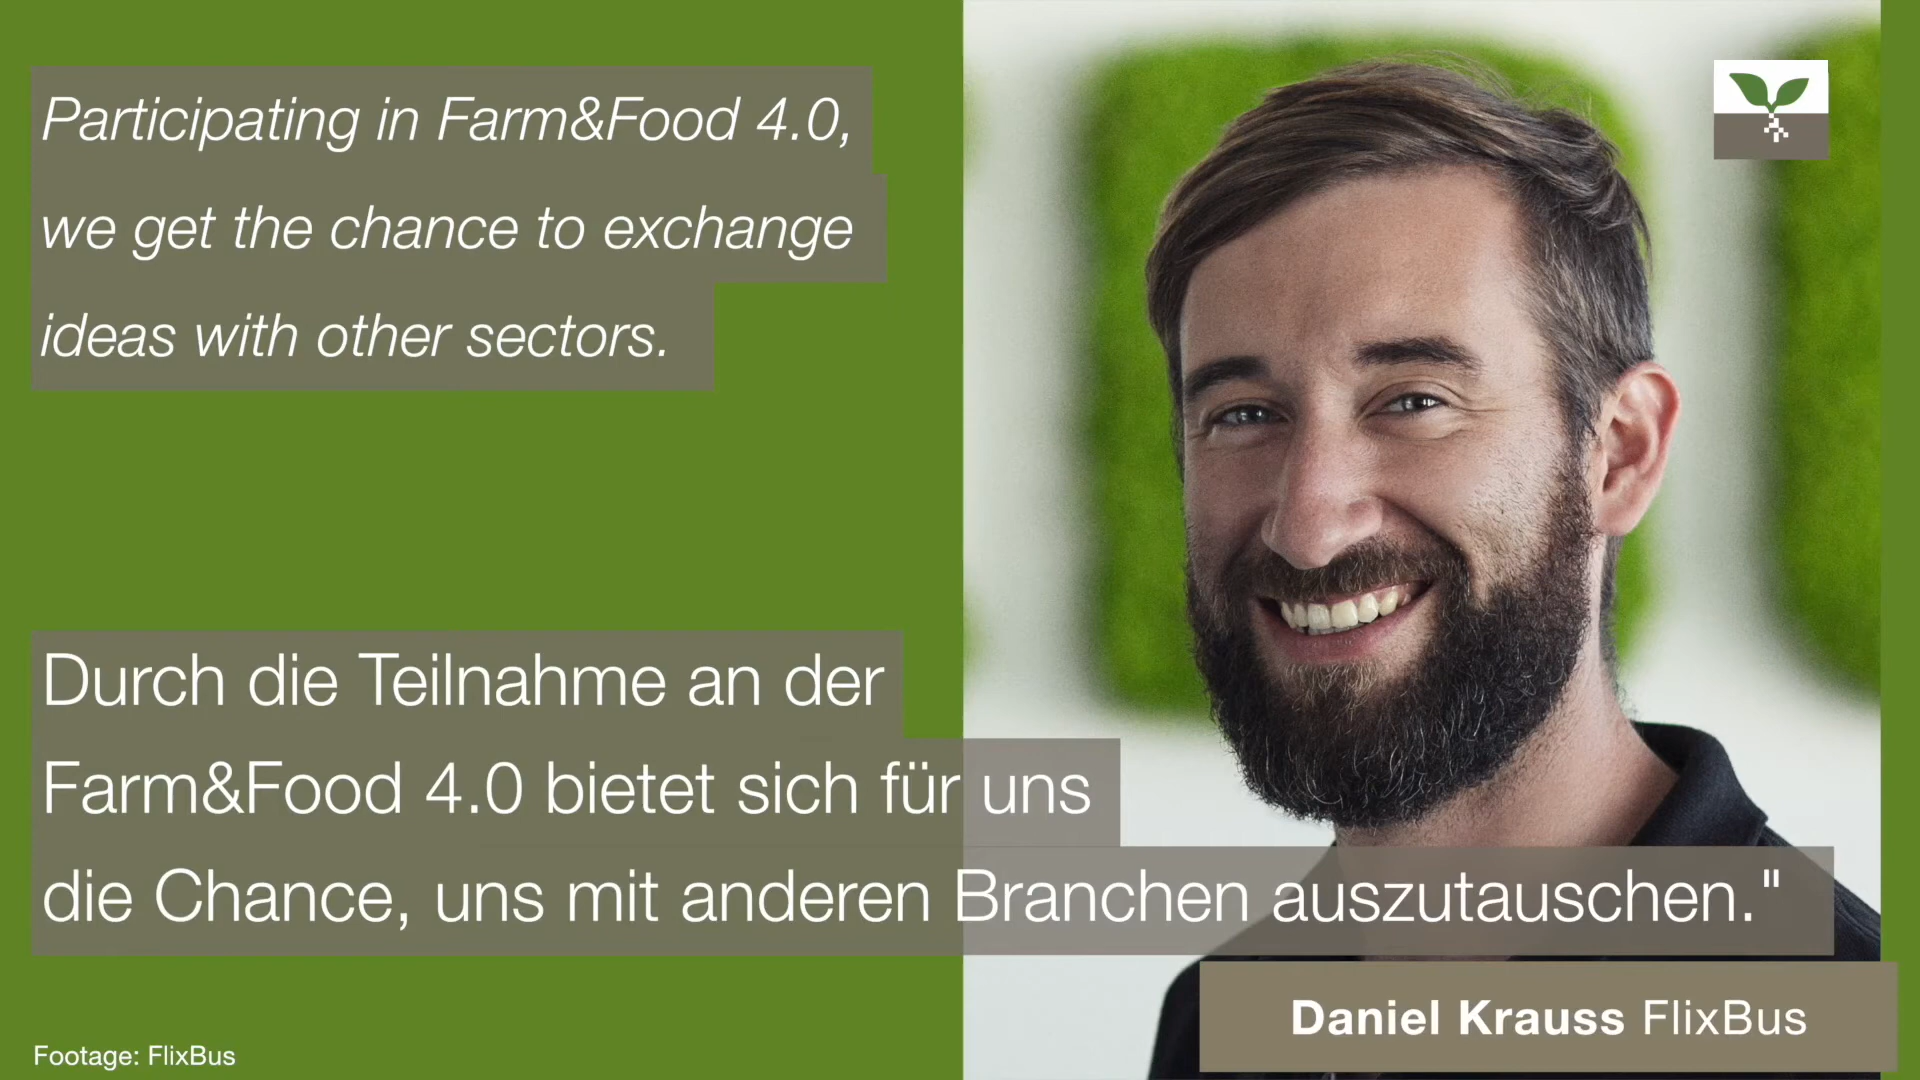 Participating in Farm&Food 4.0,
we get the chance to exchange
ideas with other sectors.
Durch die Teilnahme an der
Farm&Food 4.0 bietet sich für uns
die Chance, uns mit anderen Branchen auszutauschen."
Daniel Krauss FlixBus
Footage: FlixBus